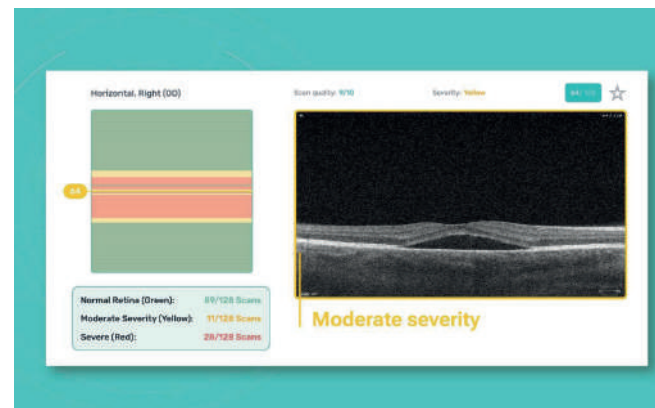 Horizontal, Right (OD)
Scan quality: 9/10
Severity: Yellow
64
Normal Retina (Green): 89/128 Scans
Moderate Severity (Yellow): 11/128 Scans
Severe (Red): 28/128 Scans
Moderate severity